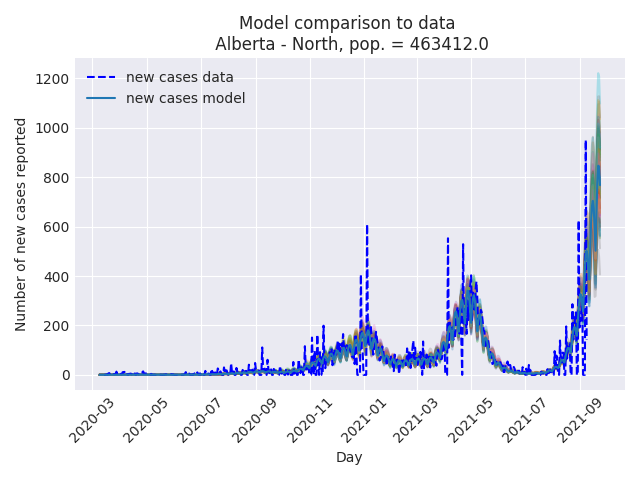 Model comparison to data
Alberta - North, pop. = 463412.0
new cases data
new cases model
Number of new cases reported
1200
1000
800
600
400
200
0
2020-03
2020-05
2020-07
2020-09
2020-11
2021-01
2021-03
2021-05
2021-07
2021-09
Day